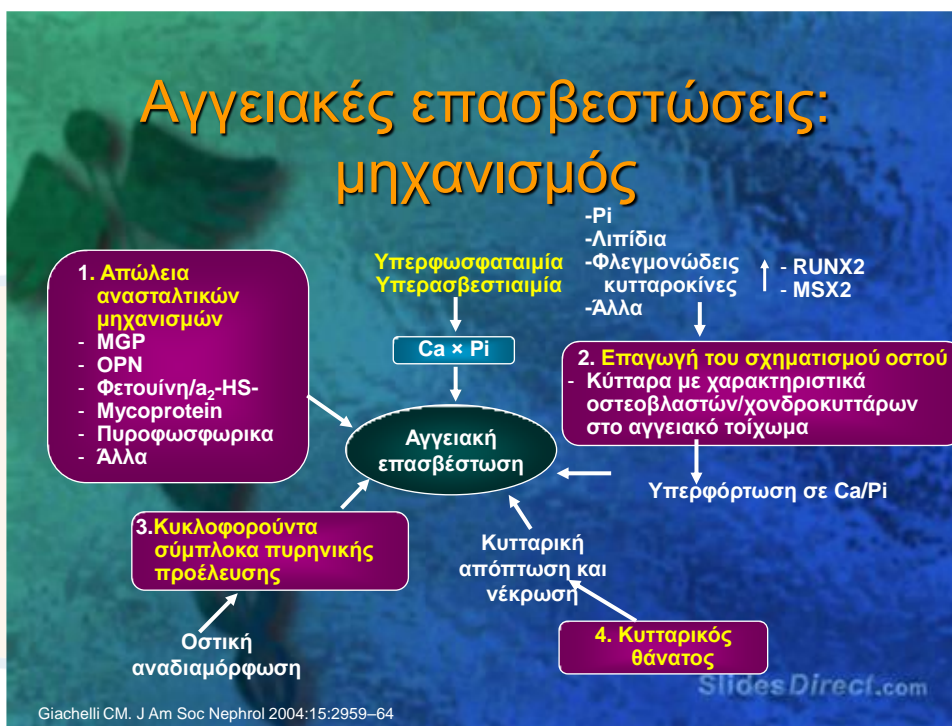 Αγγειακές επασβεστώσεις:
μηχανισμός
1. Απώλεια
ανασταλτικών
μηχανισμών
- MGP
- OPN
- Φετουίνη/a₂-HS-
- Mycoprotein
- Πυροφωσφωρικα
- Άλλα
Υπερφωσφαταιμία
Υπερασβεστιαιμία
Ca × Pi
-Pi
-Λιπίδια
-Φλεγμονώδεις
κυτταροκίνες
-Άλλα
- RUNX2
- MSX2
2. Επαγωγή του σχηματισμού οστού
- Κύτταρα με χαρακτηριστικά
οστεοβλαστών/χονδροκυττάρων
στο αγγειακό τοίχωμα
Αγγειακή
επασβέστωση
Υπερφόρτωση σε Ca/Pi
3.Κυκλοφορούντα
σύμπλοκα πυρηνικής
προέλευσης
Κυτταρική
απόπτωση και
νέκρωση
Οστική
αναδιαμόρφωση
4. Κυτταρικός
θάνατος
SlidesDirect.com
Giachelli CM. J Am Soc Nephrol 2004:15:2959–64